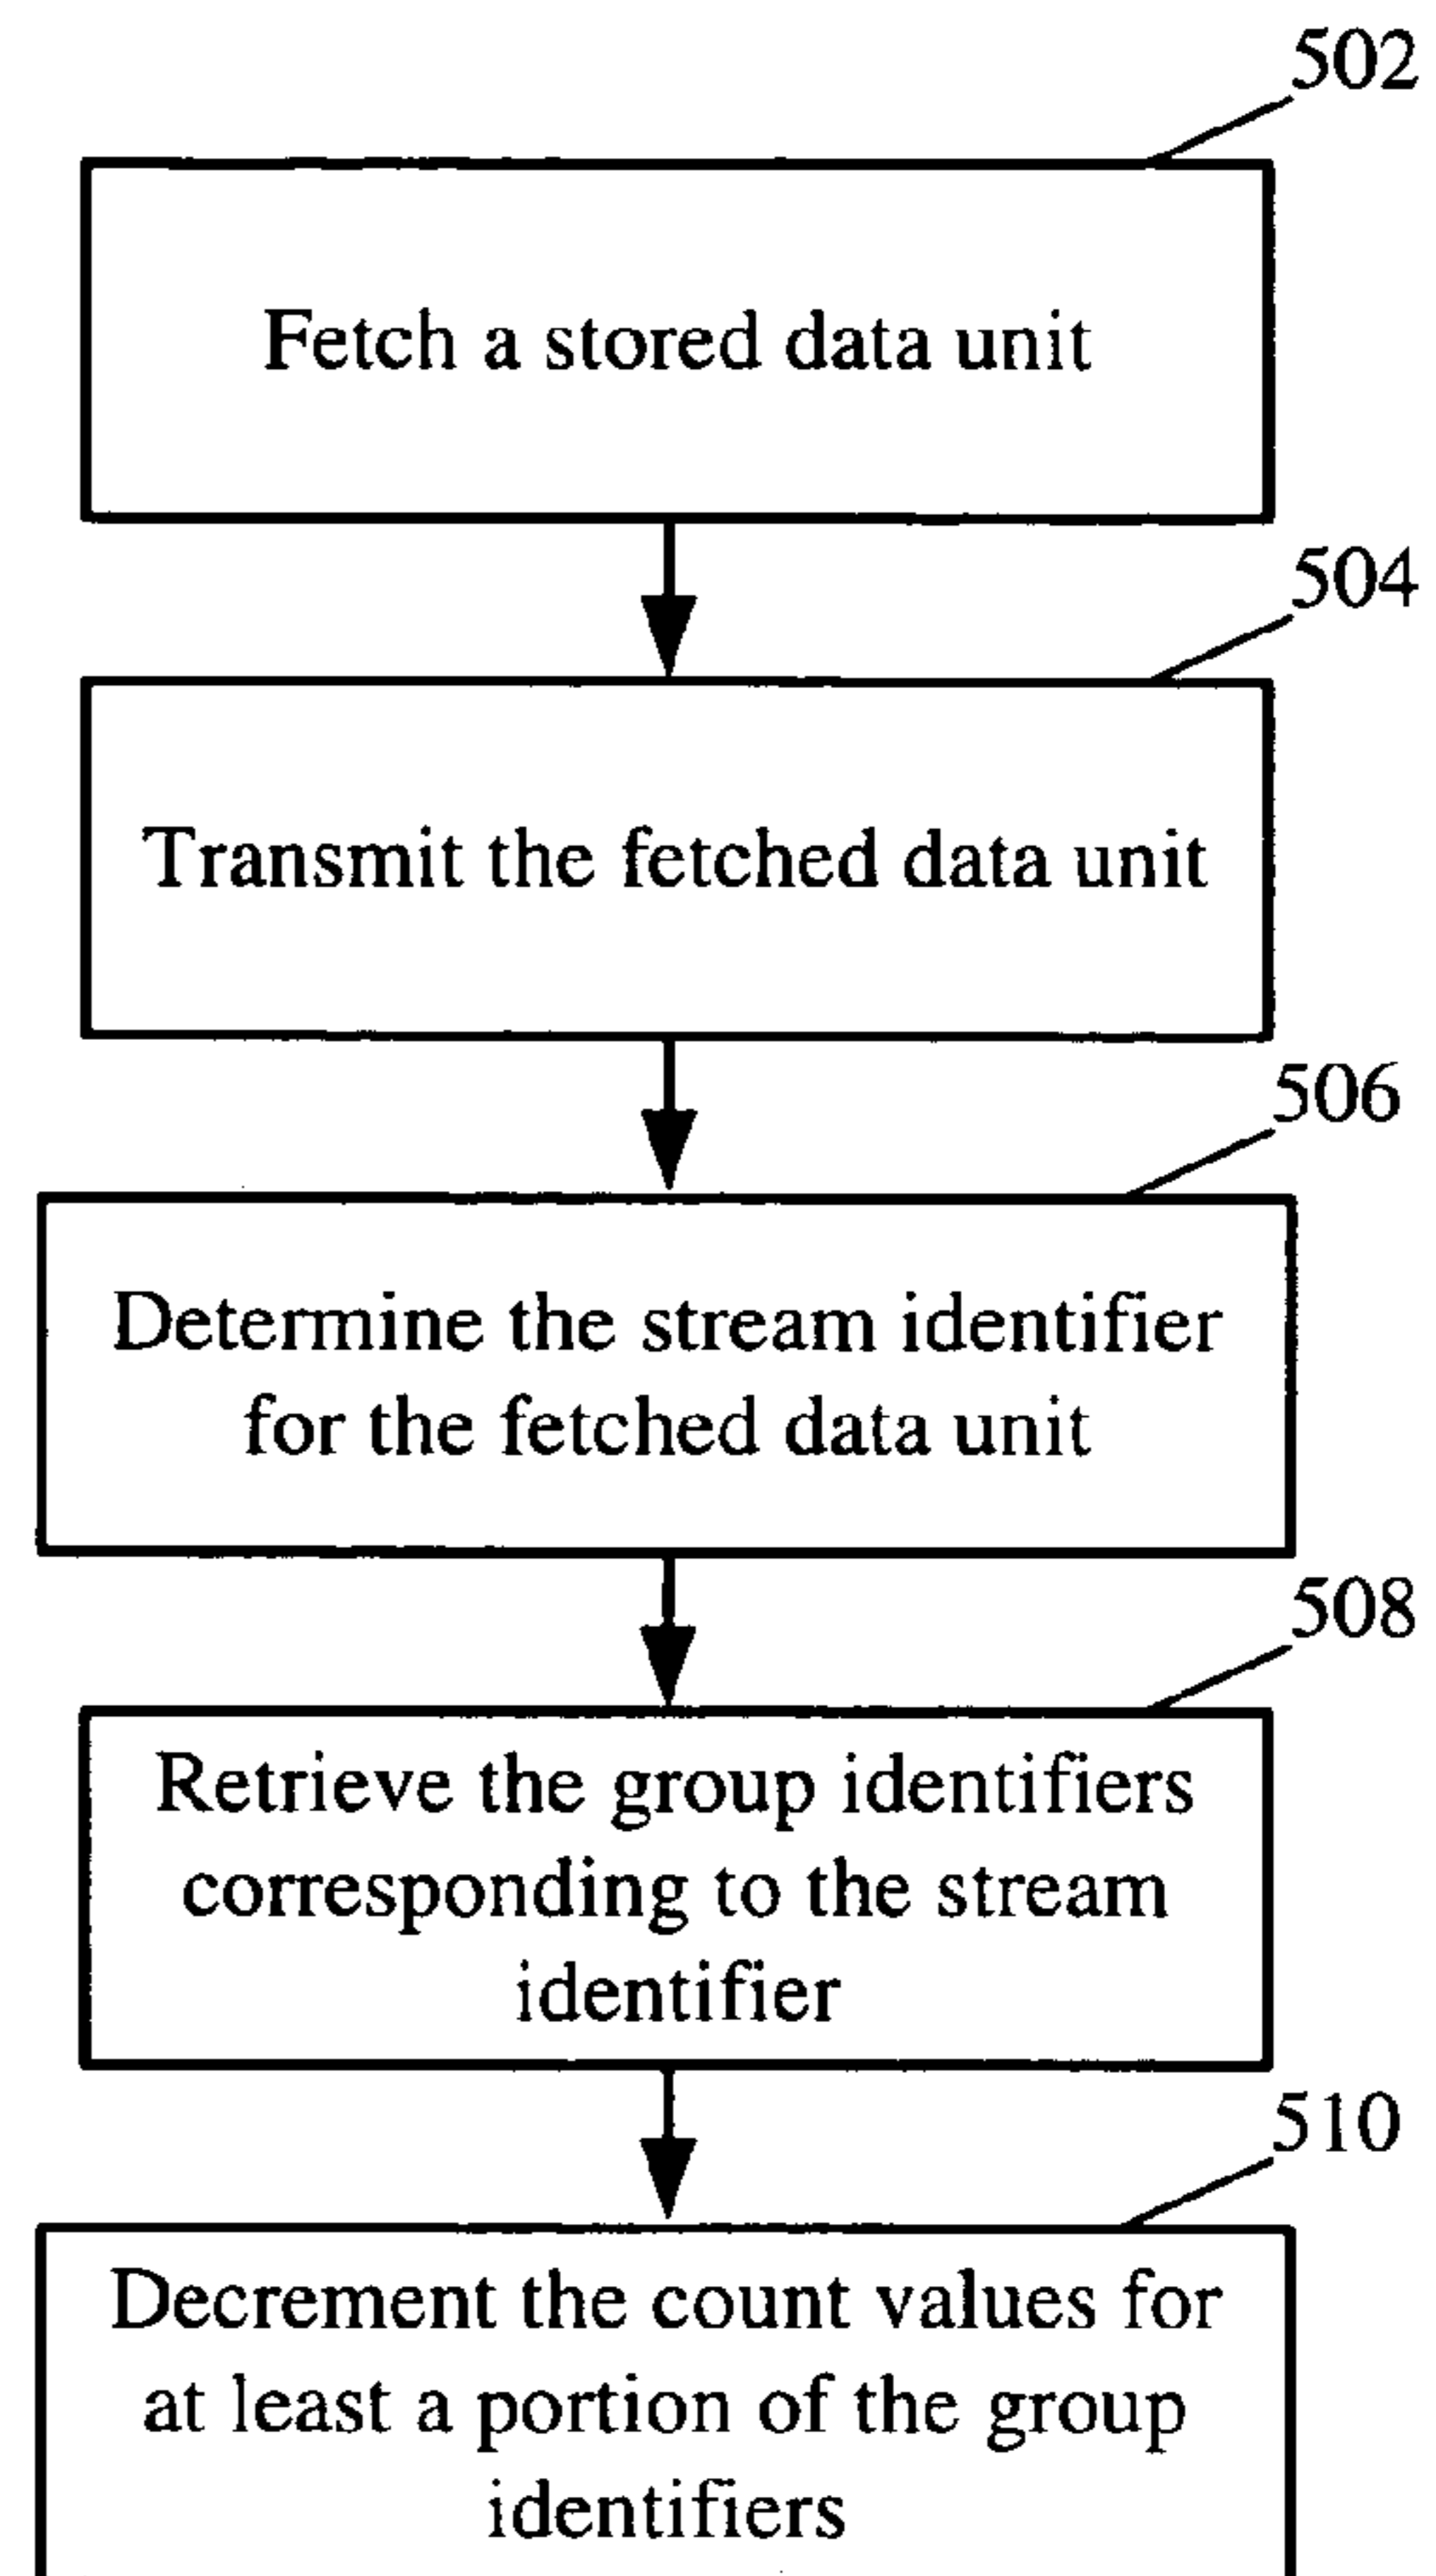 502
Fetch a stored data unit
504
Transmit the fetched data unit
506
Determine the stream identifier
for the fetched data unit
508
Retrieve the group identifiers
corresponding to the stream
identifier
510
Decrement the count values for
at least a portion of the group
identifiers